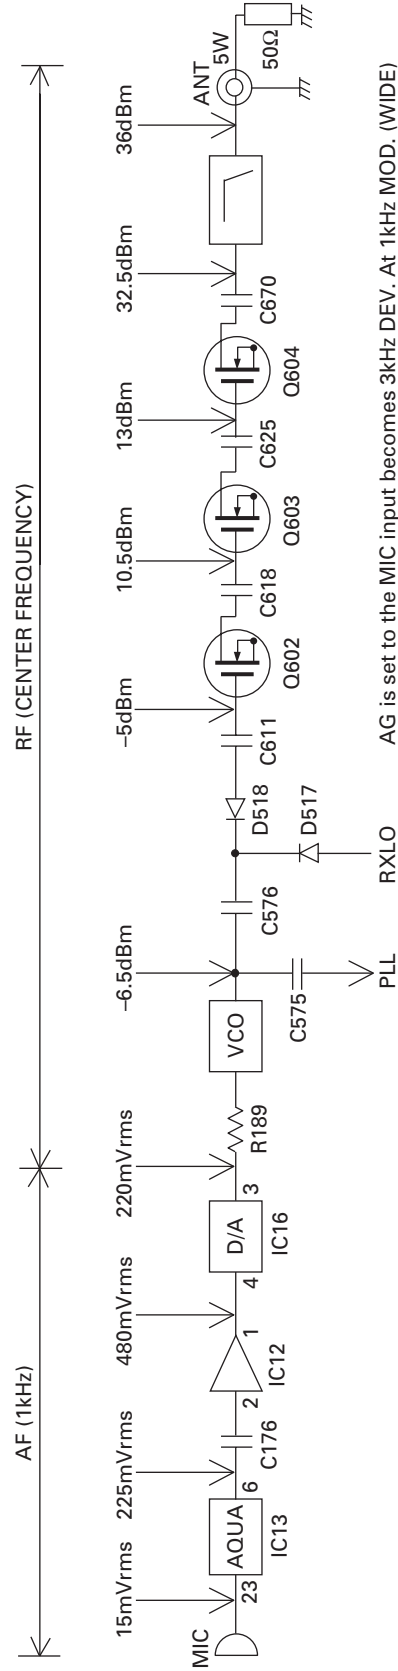 AF (1kHz)
RF (CENTER FREQUENCY)
15mVrms
225mVrms
480mVrms
220mVrms
–6.5dBm
–5dBm
10.5dBm
13dBm
32.5dBm
36dBm
MIC
23
AQUA
IC13
6
C176
2
IC12
1
4
D/A
IC16
3
R189
VCO
C575
PLL
C576
D518
D517
RXLO
C611
Q602
C618
Q603
C625
Q604
C670
ANT
5W
50Ω
AG is set to the MIC input becomes 3kHz DEV. At 1kHz MOD. (WIDE)